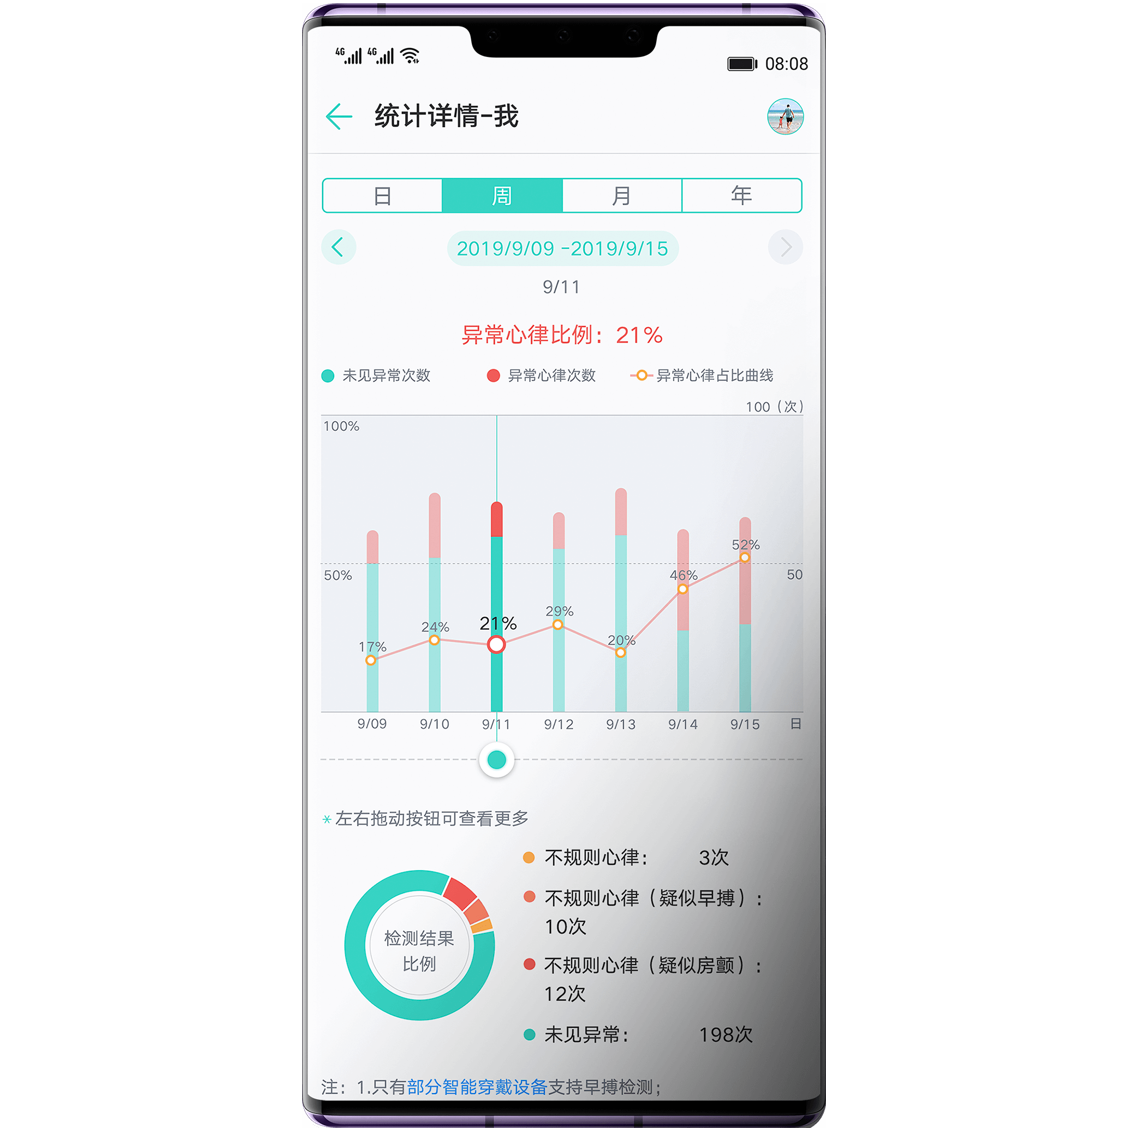 4G 4G 08:08
统计详情-我
日 周 月 年
2019/9/09 -2019/9/15
9/11
异常心律比例：21%
未见异常次数 异常心律次数 异常心律占比曲线
100（次）
100%
52%
50% 46% 50
29%
24% 21% 20%
17%
9/09 9/10 9/11 9/12 9/13 9/14 9/15 日
*左右拖动按钮可查看更多
检测结果
比例
不规则心律： 3次
不规则心律（疑似早搏）：
10次
不规则心律（疑似房颤）：
12次
未见异常： 198次
注：1.只有部分智能穿戴设备支持早搏检测；